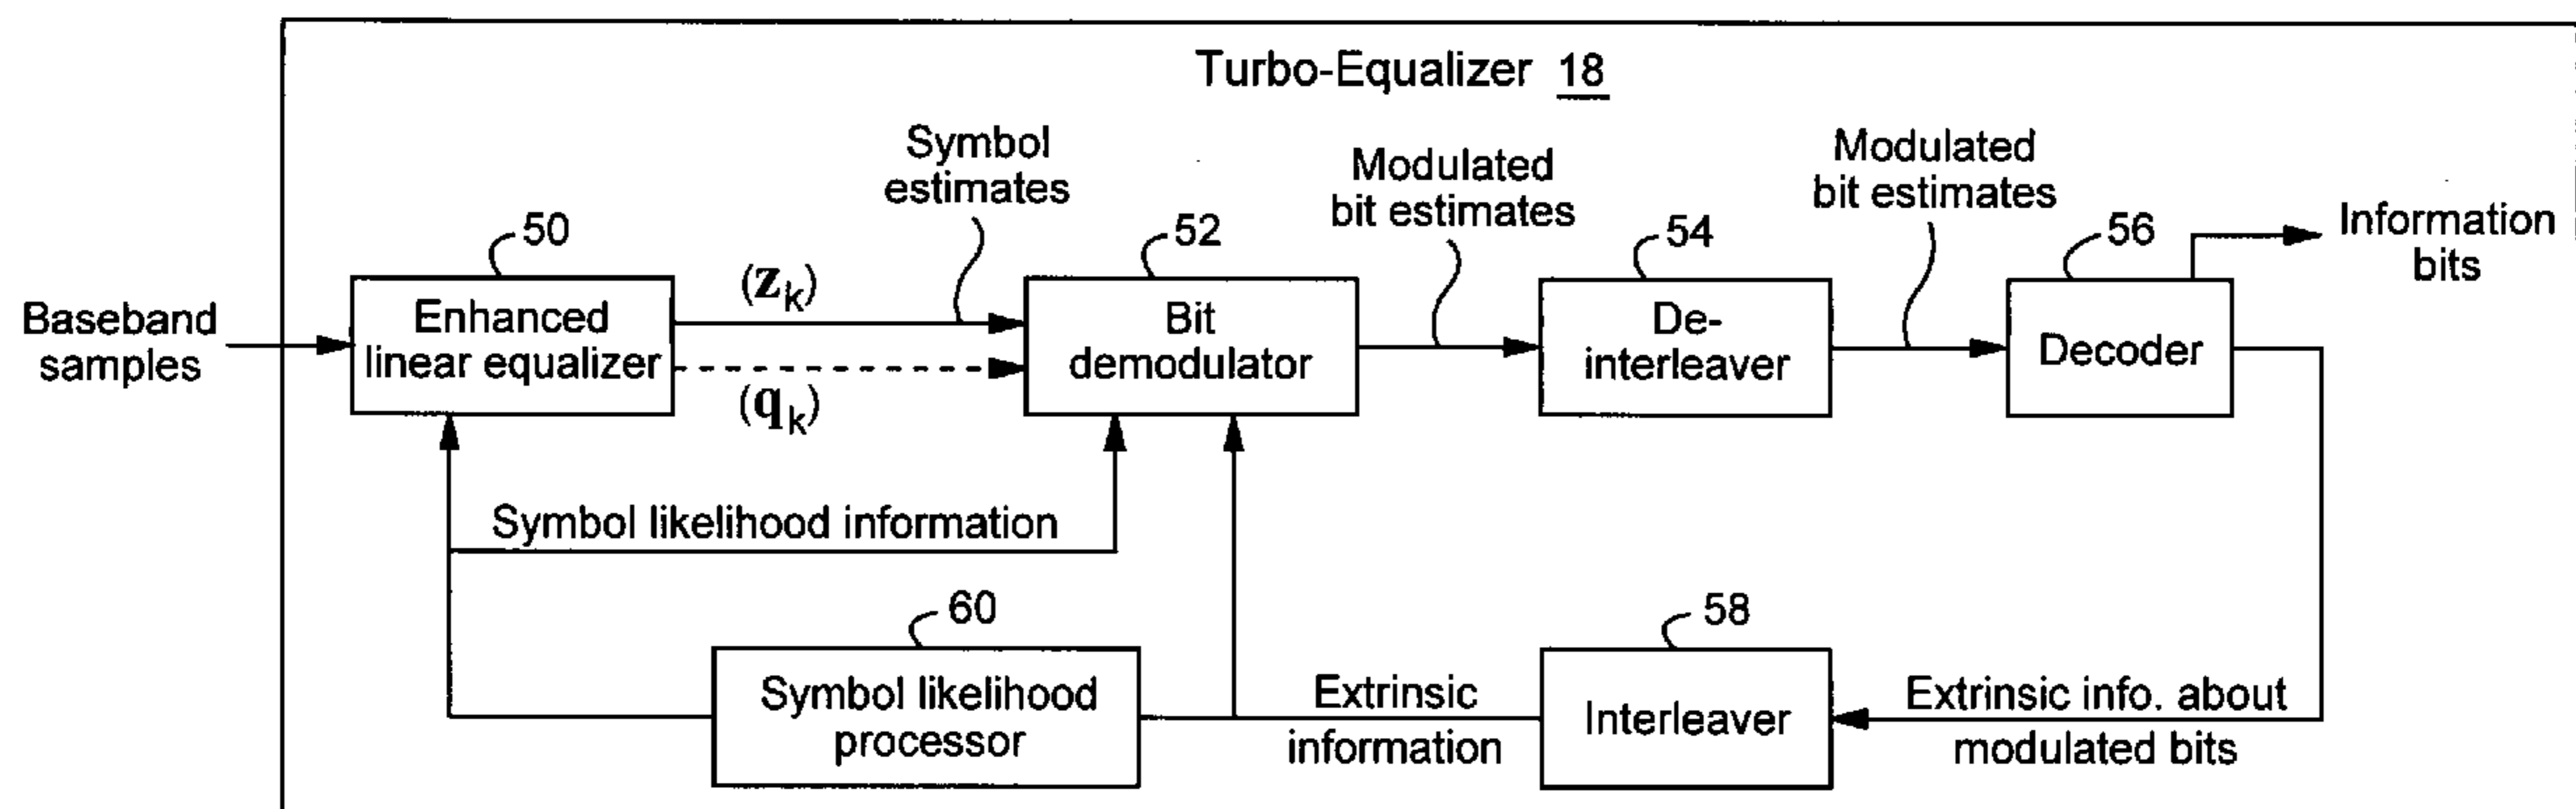 Turbo-Equalizer 18
Symbol
estimates
Modulated
bit estimates
Modulated
bit estimates
50
52
54
56
Information
bits
(z_k)
Baseband
samples
Enhanced
linear equalizer
Bit
demodulator
De-
interleaver
Decoder
(q_k)
Symbol likelihood information
60
58
Symbol likelihood
processor
Extrinsic
information
Interleaver
Extrinsic info. about
modulated bits